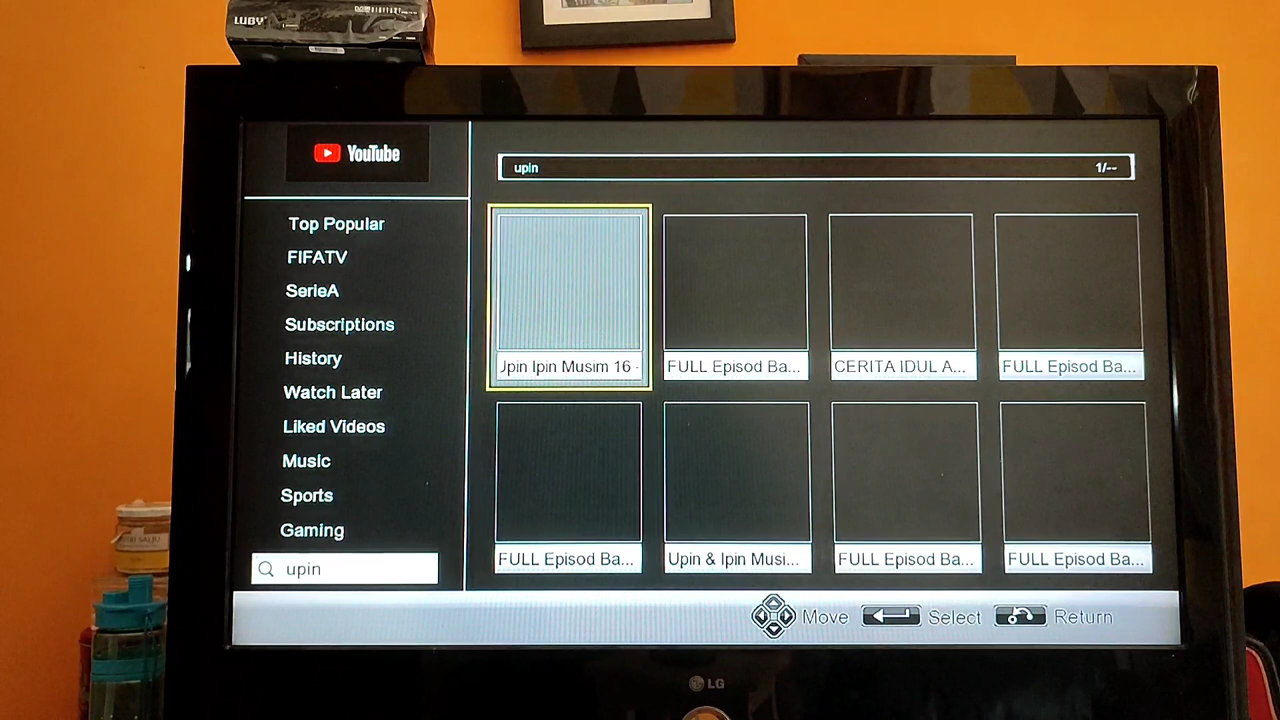 LUBY
YouTube
upin 1/--
Top Popular
FIFATV
SerieA
Subscriptions
History
Watch Later
Liked Videos
Music
Sports
Gaming
upin
Jpin Ipin Musim 16 -
FULL Episod Ba...
CERITA IDUL A...
FULL Episod Ba...
FULL Episod Ba...
Upin & Ipin Musi...
FULL Episod Ba...
FULL Episod Ba...
Move Select Return
LG